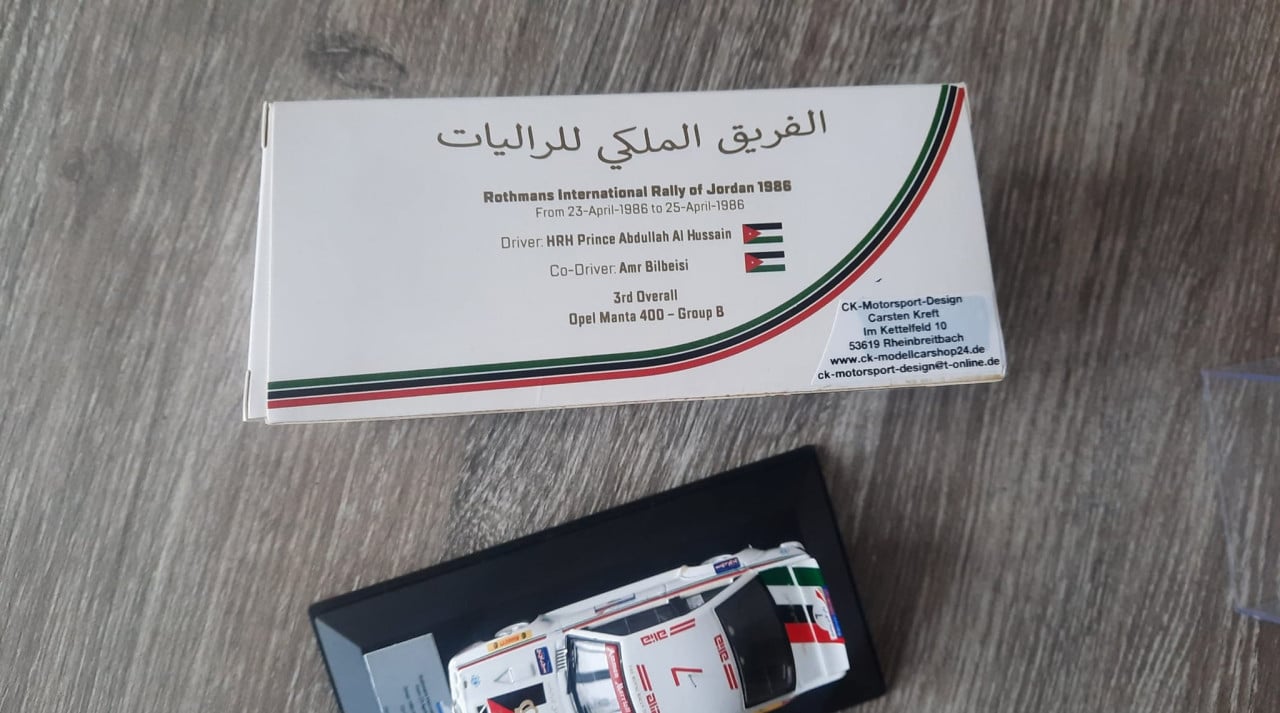 الفريق الملكي للراليات
Rothmans International Rally of Jordan 1986
From 23-April-1986 to 25-April-1986
Driver: HRH Prince Abdullah Al Hussain
Co-Driver: Amr Bilbeisi
3rd Overall
Opel Manta 400 – Group B
CK-Motorsport-Design
Carsten Kreft
Im Kettelfeld 10
53619 Rheinbreitbach
www.ck-modellcarshop24.de
ck-motorsport-design@t-online.de
alia
alia
7